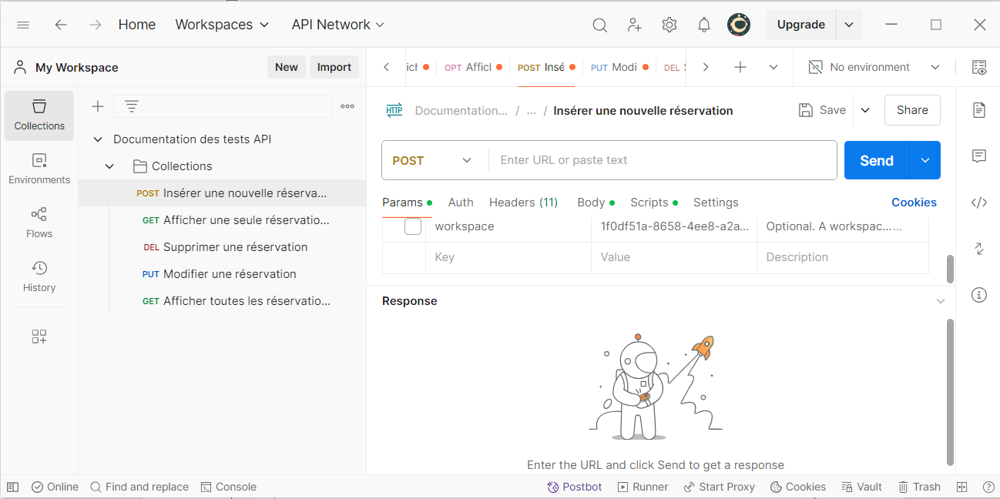 Home Workspaces API Network Upgrade
My Workspace New Import
OPT Affich POST Insé PUT Modi DEL No environment
Collections
Environments
Flows
History
Documentation des tests API
Collections
POST Insérer une nouvelle réserva...
GET Afficher une seule réservatio...
DEL Supprimer une réservation
PUT Modifier une réservation
GET Afficher toutes les réservatio...
HTTP Documentation... / ... / Insérer une nouvelle réservation Save Share
POST Enter URL or paste text Send
Params Auth Headers (11) Body Scripts Settings Cookies
workspace 1f0df51a-8658-4ee8-a2a... Optional. A workspac......
Key Value Description
Response
Enter the URL and click Send to get a response
Online Find and replace Console Postbot Runner Start Proxy Cookies Vault Trash